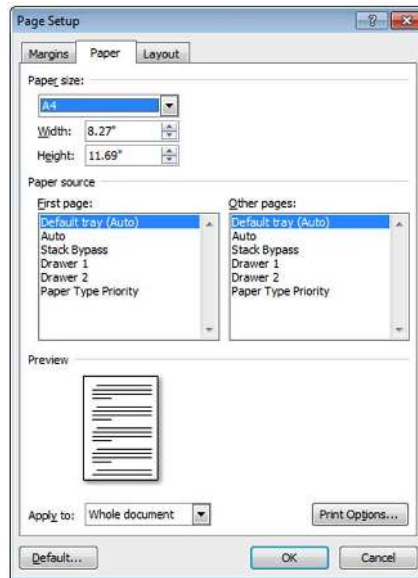 Page Setup
Margins Paper Layout
Paper size:
A4
Width: 8.27"
Height: 11.69"
Paper source
First page: Other pages:
Default tray (Auto) Default tray (Auto)
Auto Auto
Stack Bypass Stack Bypass
Drawer 1 Drawer 1
Drawer 2 Drawer 2
Paper Type Priority Paper Type Priority
Preview
Apply to: Whole document Print Options...
Default... OK Cancel